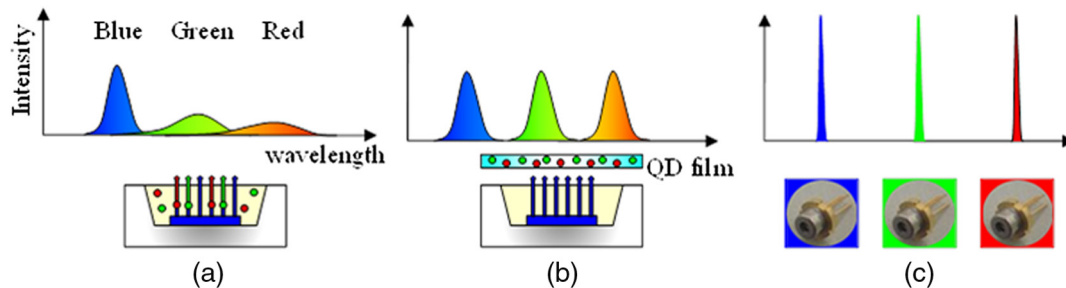 Intensity
Blue Green Red
wavelength
QD film
(a)
(b)
(c)